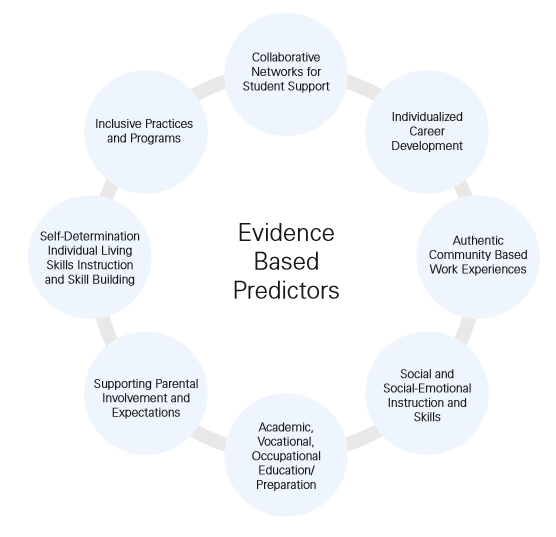 Collaborative
Networks for
Student Support
Individualized
Career
Development
Authentic
Community Based
Work Experiences
Social and
Social-Emotional
Instruction and
Skills
Academic,
Vocational,
Occupational
Education/
Preparation
Supporting Parental
Involvement and
Expectations
Self-Determination
Individual Living
Skills Instruction
and Skill Building
Inclusive Practices
and Programs
Evidence
Based
Predictors